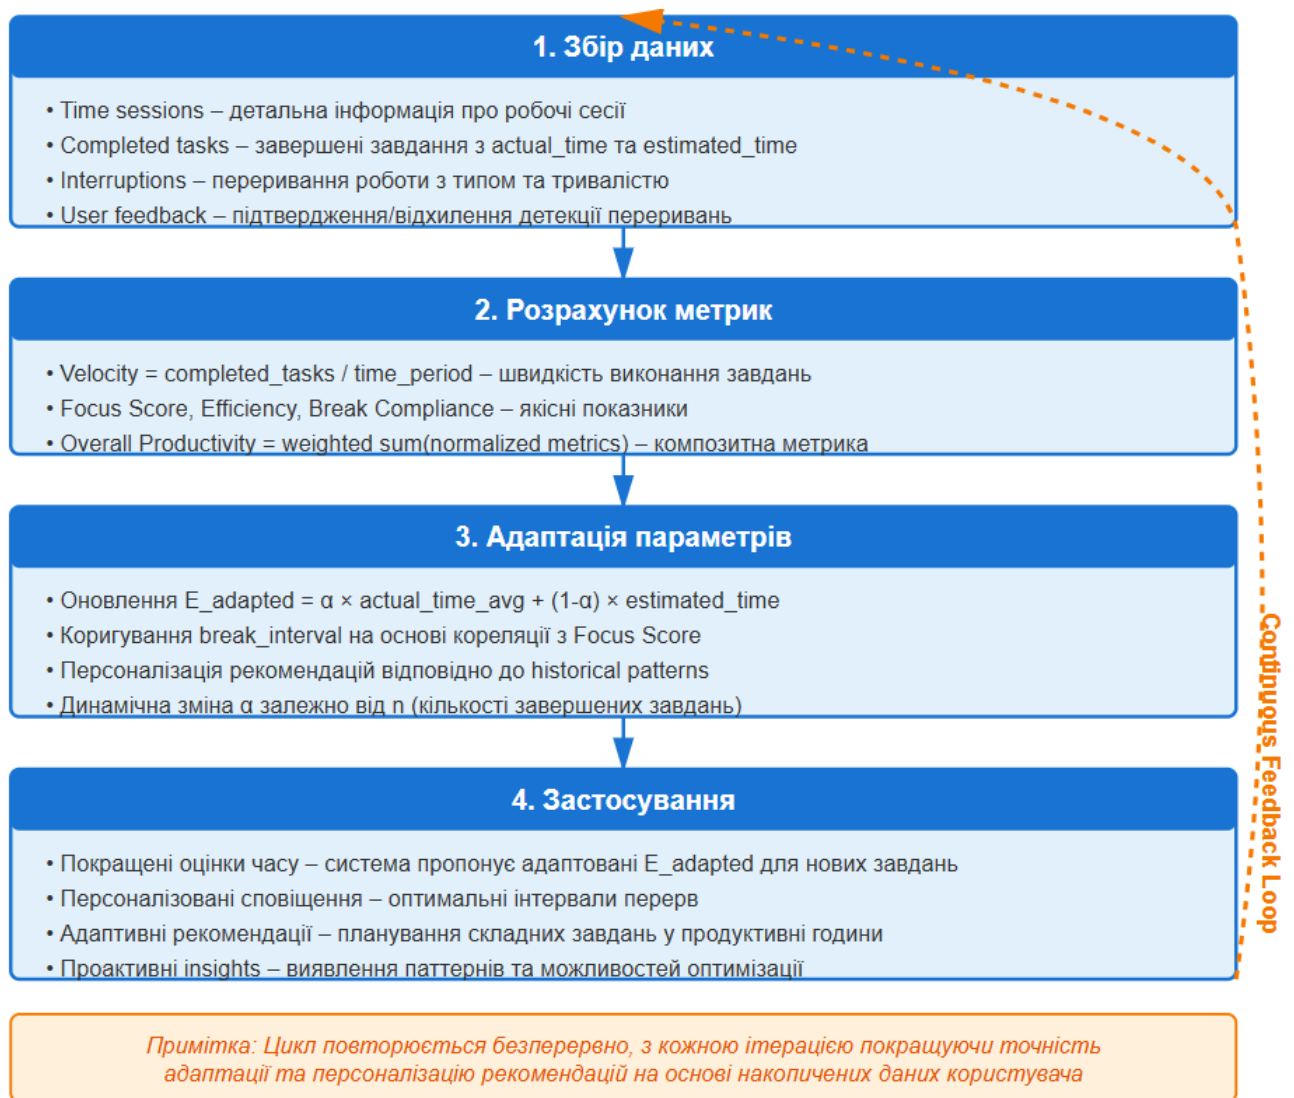 1. Збір даних
• Time sessions – детальна інформація про робочі сесії
• Completed tasks – завершені завдання з actual_time та estimated_time
• Interruptions – переривання роботи з типом та тривалістю
• User feedback – підтвердження/відхилення детекції переривань
2. Розрахунок метрик
• Velocity = completed_tasks / time_period – швидкість виконання завдань
• Focus Score, Efficiency, Break Compliance – якісні показники
• Overall Productivity = weighted sum(normalized metrics) – композитна метрика
3. Адаптація параметрів
• Оновлення E_adapted = α × actual_time_avg + (1-α) × estimated_time
• Коригування break_interval на основі кореляції з Focus Score
• Персоналізація рекомендацій відповідно до historical patterns
• Динамічна зміна α залежно від n (кількості завершених завдань)
4. Застосування
• Покращені оцінки часу – система пропонує адаптовані E_adapted для нових завдань
• Персоналізовані сповіщення – оптимальні інтервали перерв
• Адаптивні рекомендації – планування складних завдань у продуктивні години
• Проактивні insights – виявлення паттернів та можливостей оптимізації
Continuous Feedback Loop
Примітка: Цикл повторюється безперервно, з кожною ітерацією покращуючи точність
адаптації та персоналізацію рекомендацій на основі накопичених даних користувача